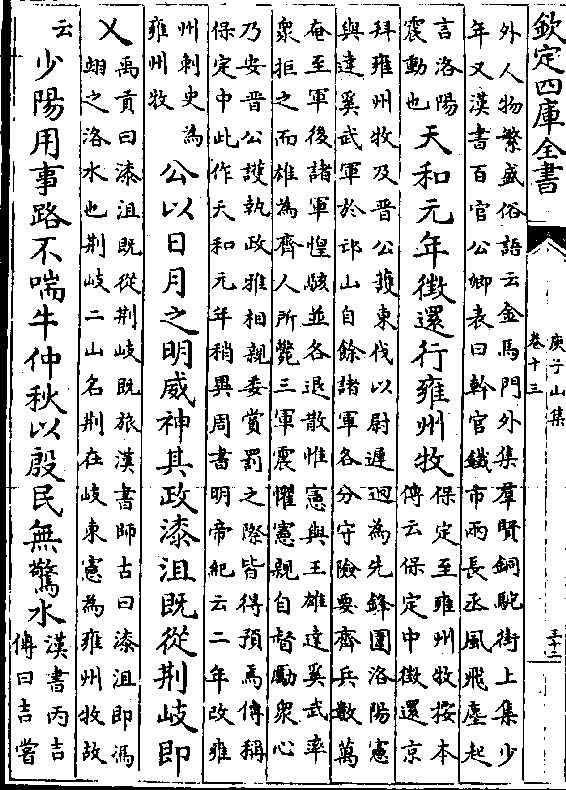 欽定四庫全書
庾子山集
卷十三
三十二
外人物繁盛俗語云金馬門外集羣賢銅駝街上集少
年又漢書百官公卿表曰幹官鐵市兩長丞風飛塵起
言洛陽
震動也
天和元年徵還行雍州牧
保定至雍州牧按本
傳云保定中徵還京
拜雍州牧及晉公護東伐以尉遲迥為先鋒圍洛陽憲
與達奚武軍於邙山自餘諸軍各分守險要齊兵數萬
奄至軍後諸軍惶駭並各退散惟憲與王雄達奚武率
衆拒之而雄為齊人所斃三軍震懼憲親自督勵衆心
乃安晉公護執政雅相親委賞罰之際皆得預焉傳稱
保定中此作天和元年稍異周書明帝紀云二年改雍
州刺史為
雍州牧
公以日月之明威神其政漆沮既從荆岐即
乂
禹貢曰漆沮既從荆岐既旅漢書師古曰漆沮即馮
翊之洛水也荆岐二山名荆在岐東憲為雍州牧故
云
少陽用事路不喘牛仲秋以殷民無驚水
漢書丙吉
傳曰吉嘗